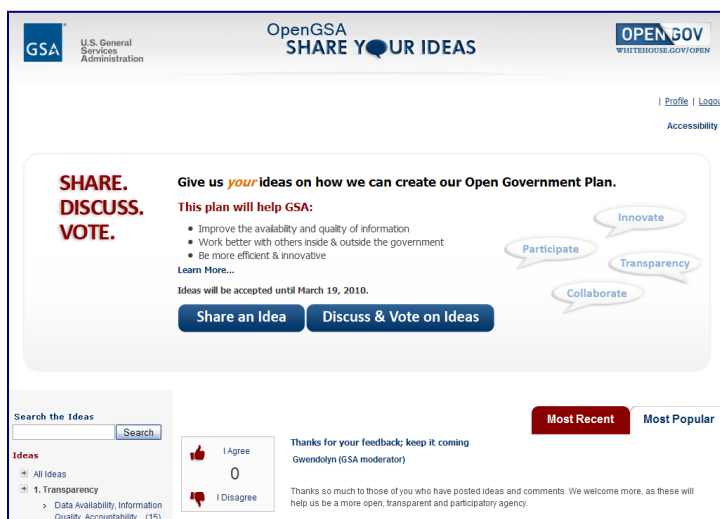 GSA
U.S. General
Services
Administration
OpenGSA
SHARE YOUR IDEAS
OPEN GOV
WHITEHOUSE.GOV/OPEN
| Profile | Logou
Accessibility
SHARE.
DISCUSS.
VOTE.
Give us your ideas on how we can create our Open Government Plan.
This plan will help GSA:
Improve the availability and quality of information
Work better with others inside & outside the government
Be more efficient & innovative
Learn More...
Ideas will be accepted until March 19, 2010.
Share an Idea
Discuss & Vote on Ideas
Innovate
Participate
Transparency
Collaborate
Search the Ideas
Search
Ideas
All Ideas
1. Transparency
Data Availability, Information
Quality, Accountability (15)
Most Recent
Most Popular
I Agree
0
I Disagree
Thanks for your feedback; keep it coming
Gwendolyn (GSA moderator)
Thanks so much to those of you who have posted ideas and comments. We welcome more, as these will
help us be a more open, transparent and participatory agency.